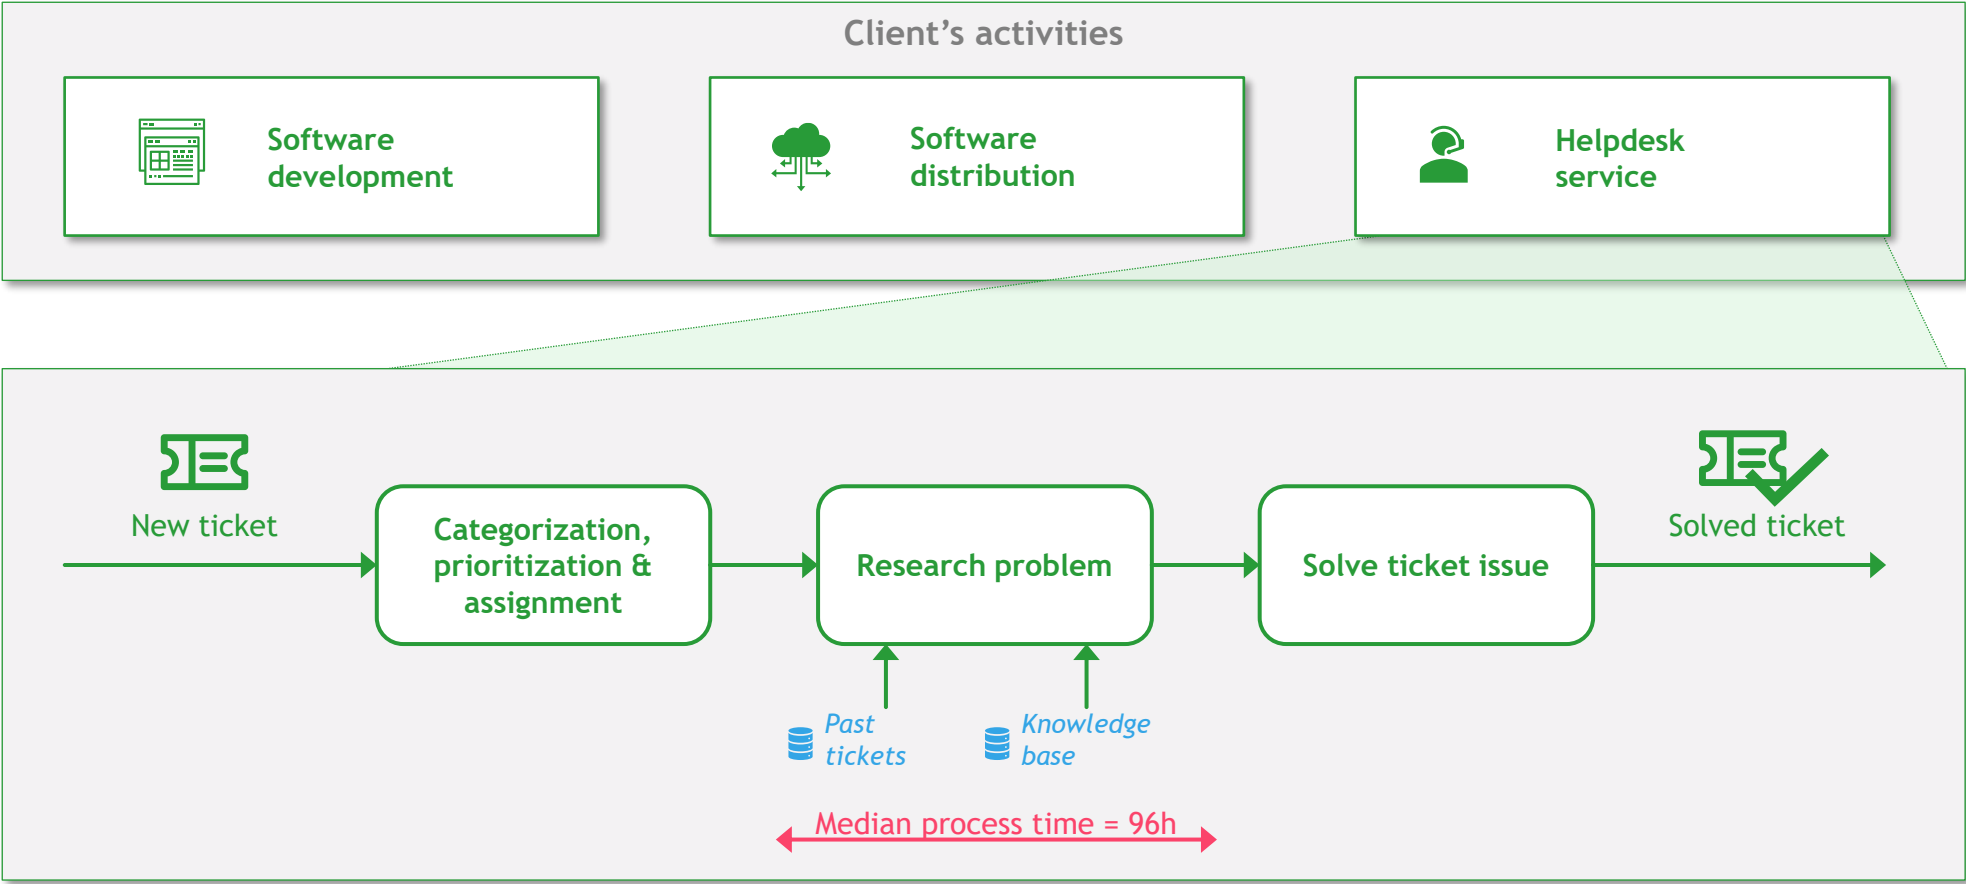 Client’s activities
Software
development
Software
distribution
Helpdesk
service
New ticket
Categorization,
prioritization &
assignment
Research problem
Solve ticket issue
Solved ticket
Past
tickets
Knowledge
base
Median process time = 96h